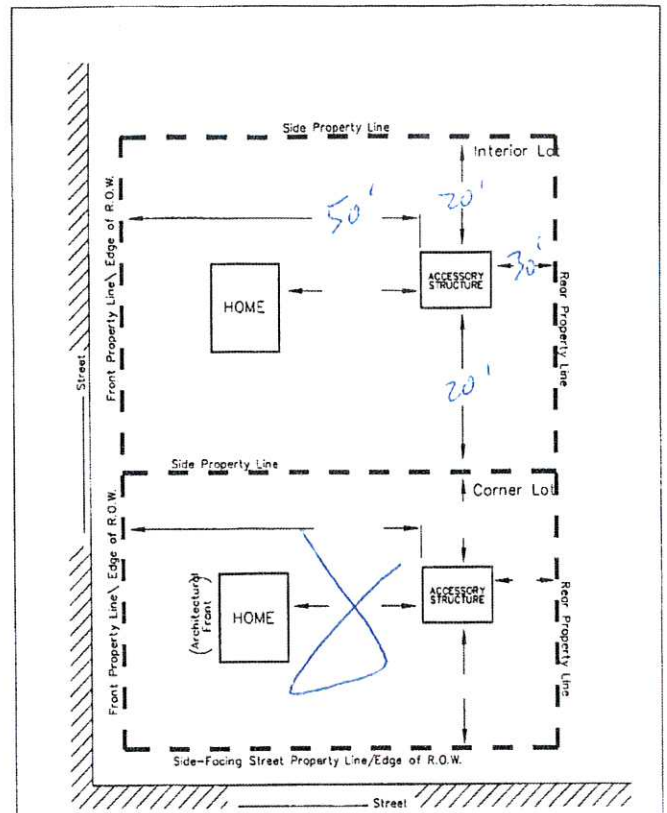 Side Property Line
Interior Lot
Front Property Line\ Edge of R.O.W.
50'
20'
30'
HOME
ACCESSORY
STRUCTURE
Rear Property Line
Street
20'
Side Property Line
Corner Lot
Front Property Line\ Edge of R.O.W.
(Architectural
Front)
HOME
ACCESSORY
STRUCTURE
Rear Property Line
Side-Facing Street Property Line/Edge of R.O.W.
Street